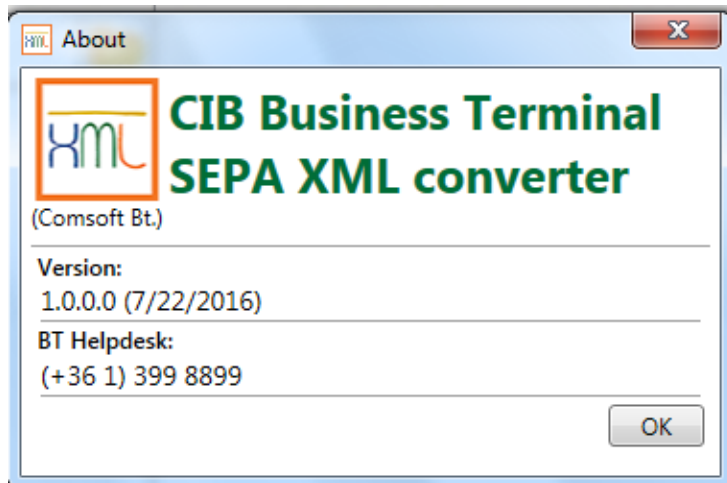 XML About
XML
CIB Business Terminal
SEPA XML converter
(Comsoft Bt.)
Version:
1.0.0.0 (7/22/2016)
BT Helpdesk:
(+36 1) 399 8899
OK